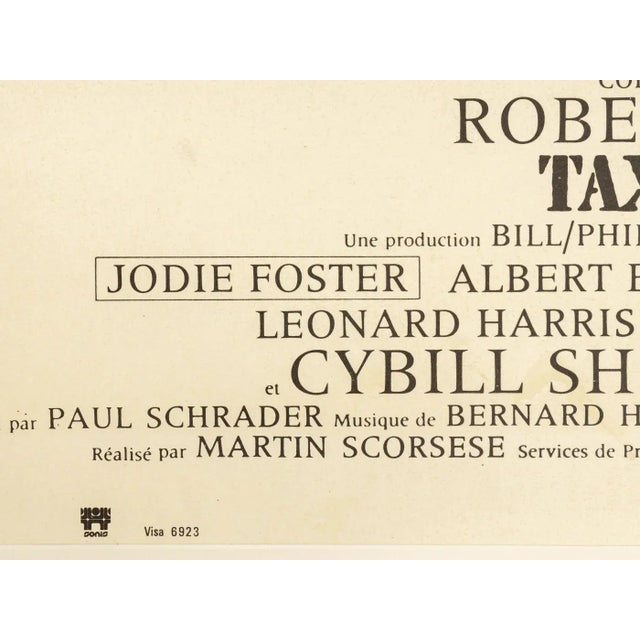 ROBE
TAX
Une production BILL/PHI
JODIE FOSTER ALBERT B
LEONARD HARRIS
et CYBILL SH
par PAUL SCHRADER Musique de BERNARD H
Réalisé par MARTIN SCORSESE Services de Pr
sonis Visa 6923